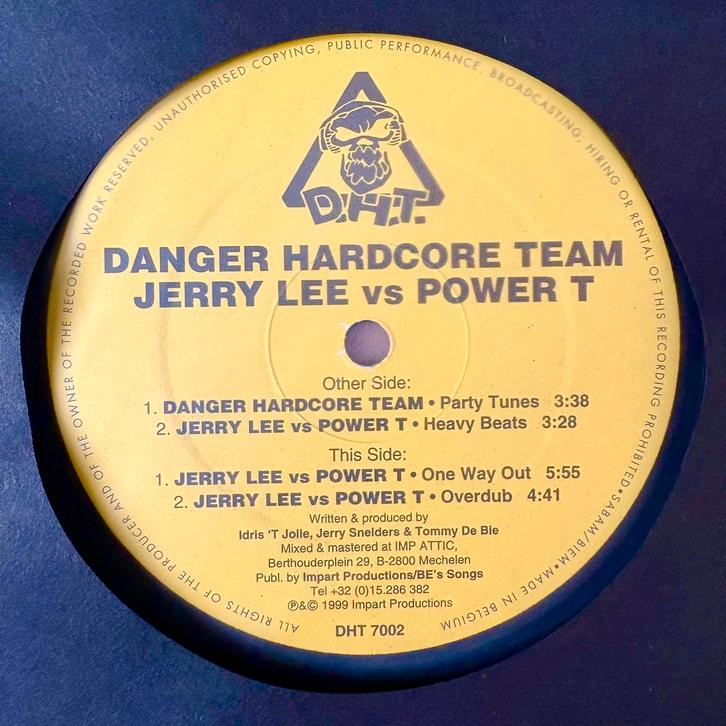 ALL RIGHTS OF THE PRODUCER AND OF THE OWNER OF THE RECORDED WORK RESERVED, UNAUTHORISED COPYING, PUBLIC PERFORMANCE, BROADCASTING, HIRING OR RENTAL OF THIS RECORDING PROHIBITED • SABAM/BIEM • MADE IN BELGIUM
D.H.T.
DANGER HARDCORE TEAM
JERRY LEE vs POWER T
Other Side:
1. DANGER HARDCORE TEAM • Party Tunes 3:38
2. JERRY LEE vs POWER T • Heavy Beats 3:28
This Side:
1. JERRY LEE vs POWER T • One Way Out 5:55
2. JERRY LEE vs POWER T • Overdub 4:41
Written & produced by
Idris 'T Jolle, Jerry Snelders & Tommy De Bie
Mixed & mastered at IMP ATTIC,
Berthouderplein 29, B-2800 Mechelen
Publ. by Impart Productions/BE's Songs
Tel +32 (0)15.286 382
℗&© 1999 Impart Productions
DHT 7002